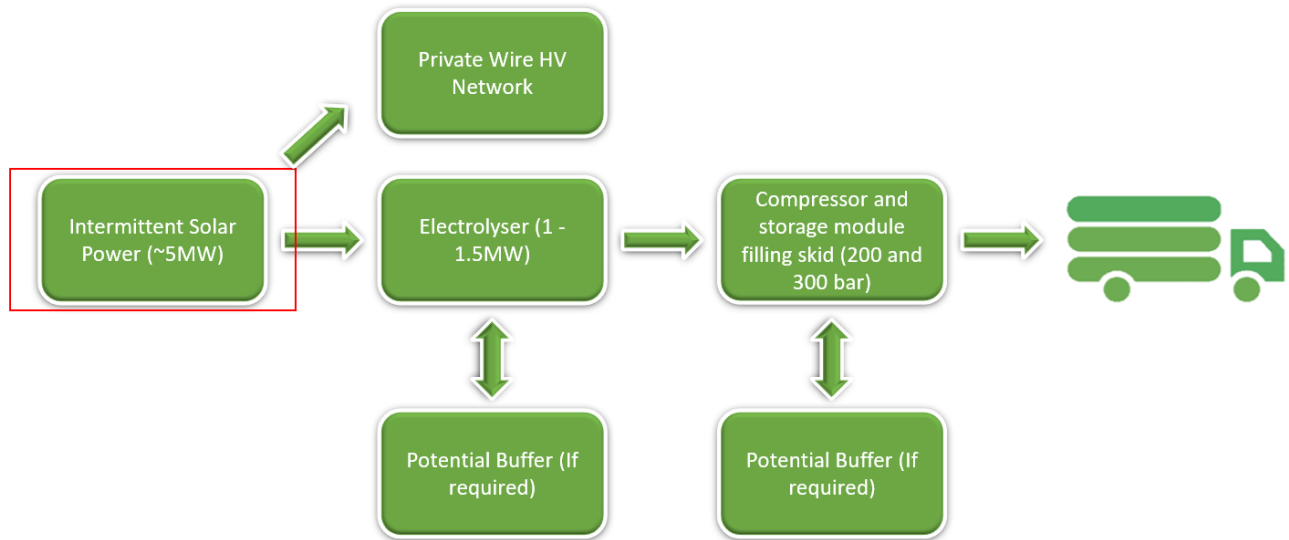 Private Wire HV
Network
Intermittent Solar
Power (~5MW)
Electrolyser (1 -
1.5MW)
Compressor and
storage module
filling skid (200 and
300 bar)
Potential Buffer (If
required)
Potential Buffer (If
required)